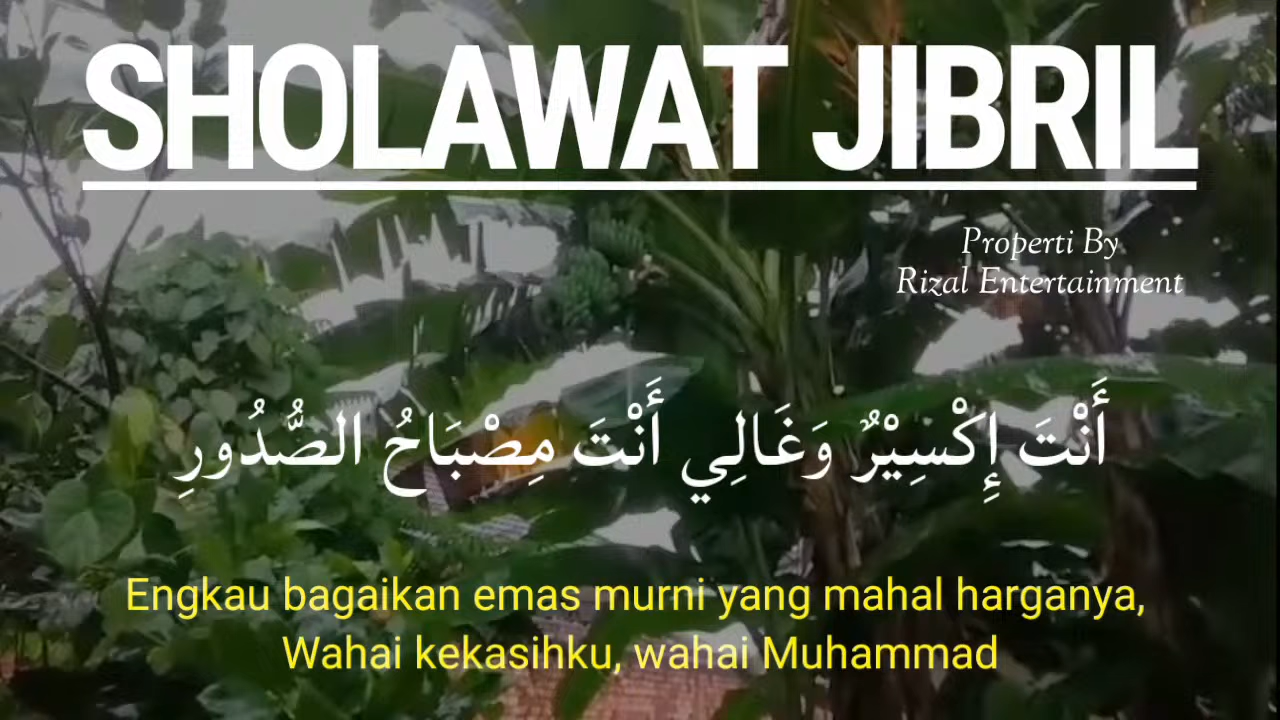 SHOLAWAT JIBRIL
Properti By
Rizal Entertainment
أَنْتَ إِكْسِيْرٌ وَغَالِي أَنْتَ مِصْبَاحُ الصُّدُورِ
Engkau bagaikan emas murni yang mahal harganya,
Wahai kekasihku, wahai Muhammad